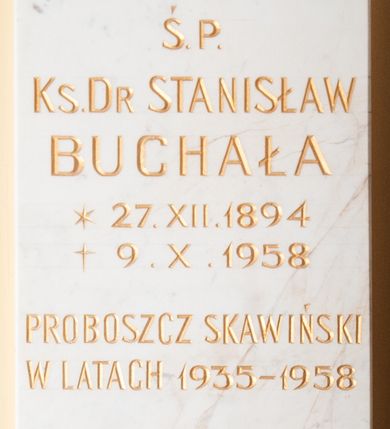 Ś.P.
Ks.Dr STANISŁAW
BUCHAŁA
* 27.XII.1894
† 9.X.1958
PROBOSZCZ SKAWIŃSKI
W LATACH 1935-1958